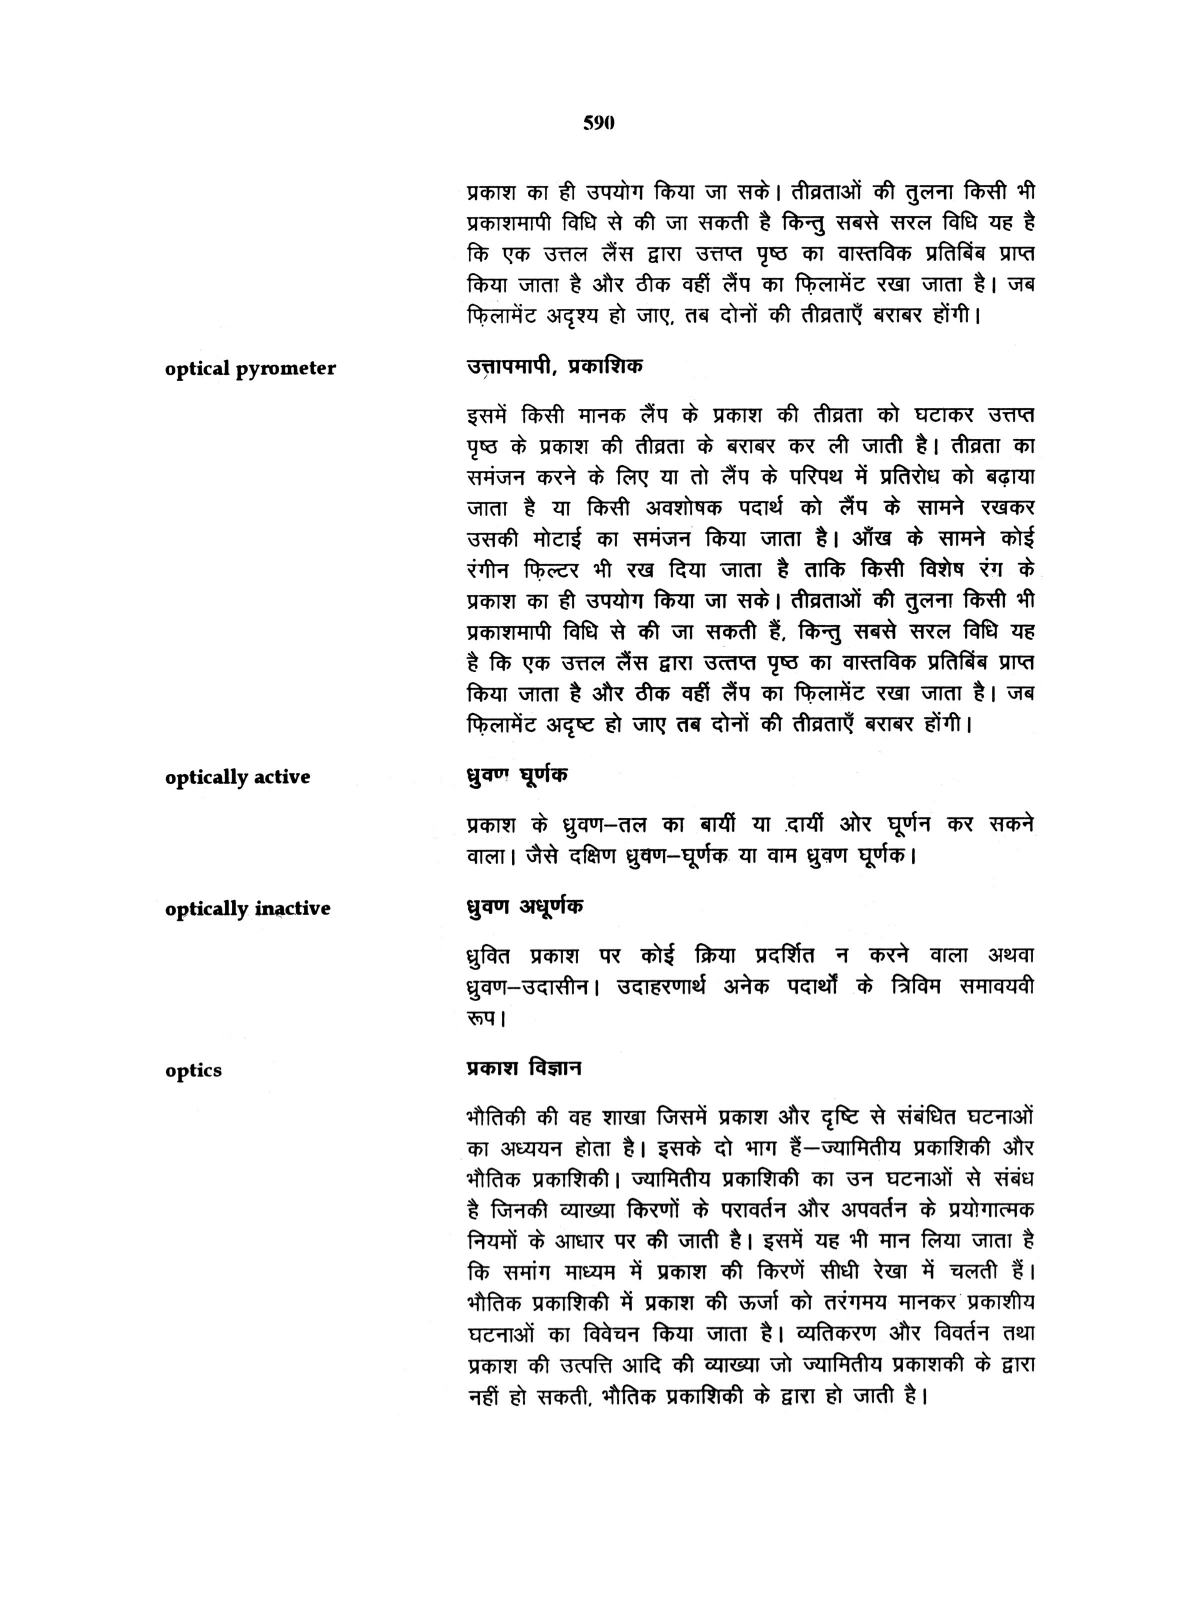 590
प्रकाश का ही उपयोग किया जा सके। तीव्रताओं की तुलना किसी भी
प्रकाशमापी विधि से की जा सकती है किन्तु सबसे सरल विधि यह है
कि एक उत्तल लैंस द्वारा उत्तप्त पृष्ठ का वास्तविक प्रतिबिंब प्राप्त
किया जाता है और ठीक वहीं लैंप का फ़िलामेंट रखा जाता है। जब
फ़िलामेंट अदृश्य हो जाए, तब दोनों की तीव्रताएँ बराबर होंगी।
optical pyrometer उत्तापमापी, प्रकाशिक
इसमें किसी मानक लैंप के प्रकाश की तीव्रता को घटाकर उत्तप्त
पृष्ठ के प्रकाश की तीव्रता के बराबर कर ली जाती है। तीव्रता का
समंजन करने के लिए या तो लैंप के परिपथ में प्रतिरोध को बढ़ाया
जाता है या किसी अवशोषक पदार्थ को लैंप के सामने रखकर
उसकी मोटाई का समंजन किया जाता है। आँख के सामने कोई
रंगीन फ़िल्टर भी रख दिया जाता है ताकि किसी विशेष रंग के
प्रकाश का ही उपयोग किया जा सके। तीव्रताओं की तुलना किसी भी
प्रकाशमापी विधि से की जा सकती हैं, किन्तु सबसे सरल विधि यह
है कि एक उत्तल लैंस द्वारा उत्तप्त पृष्ठ का वास्तविक प्रतिबिंब प्राप्त
किया जाता है और ठीक वहीं लैंप का फ़िलामेंट रखा जाता है। जब
फ़िलामेंट अदृष्ट हो जाए तब दोनों की तीव्रताएँ बराबर होंगी।
optically active ध्रुवण घूर्णक
प्रकाश के ध्रुवण–तल का बायीं या दायीं ओर घूर्णन कर सकने
वाला। जैसे दक्षिण ध्रुवण–घूर्णक या वाम ध्रुवण घूर्णक।
optically inactive ध्रुवण अधूर्णक
ध्रुवित प्रकाश पर कोई क्रिया प्रदर्शित न करने वाला अथवा
ध्रुवण–उदासीन। उदाहरणार्थ अनेक पदार्थों के त्रिविम समावयवी
रूप।
optics प्रकाश विज्ञान
भौतिकी की वह शाखा जिसमें प्रकाश और दृष्टि से संबंधित घटनाओं
का अध्ययन होता है। इसके दो भाग हैं–ज्यामितीय प्रकाशिकी और
भौतिक प्रकाशिकी। ज्यामितीय प्रकाशिकी का उन घटनाओं से संबंध
है जिनकी व्याख्या किरणों के परावर्तन और अपवर्तन के प्रयोगात्मक
नियमों के आधार पर की जाती है। इसमें यह भी मान लिया जाता है
कि समांग माध्यम में प्रकाश की किरणें सीधी रेखा में चलती हैं।
भौतिक प्रकाशिकी में प्रकाश की ऊर्जा को तरंगमय मानकर प्रकाशीय
घटनाओं का विवेचन किया जाता है। व्यतिकरण और विवर्तन तथा
प्रकाश की उत्पत्ति आदि की व्याख्या जो ज्यामितीय प्रकाशकी के द्वारा
नहीं हो सकती, भौतिक प्रकाशिकी के द्वारा हो जाती है।